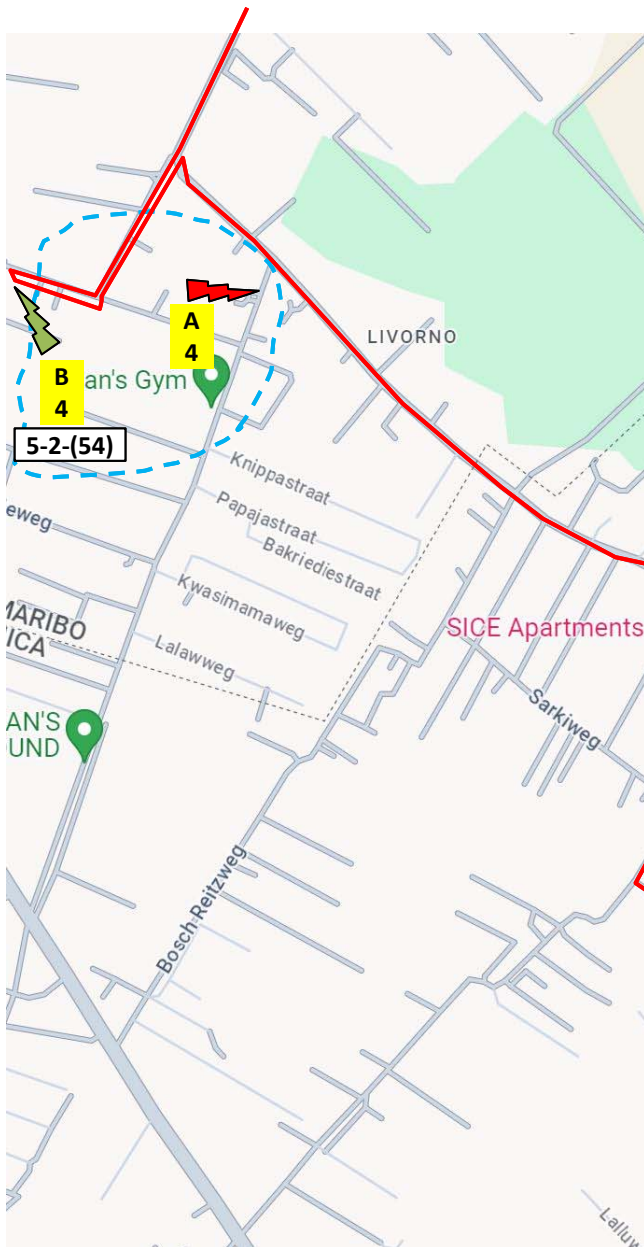 A
4
LIVORNO
B
4
an's Gym
5-2-(54)
Knippastraat
Papajastraat
Bakriediestraat
eweg
Kwasimamaweg
MARIBO
ICA
SICE Apartments
Lalawweg
Sarkiweg
AN'S
UND
Bosch-Reitzweg
Lalluw